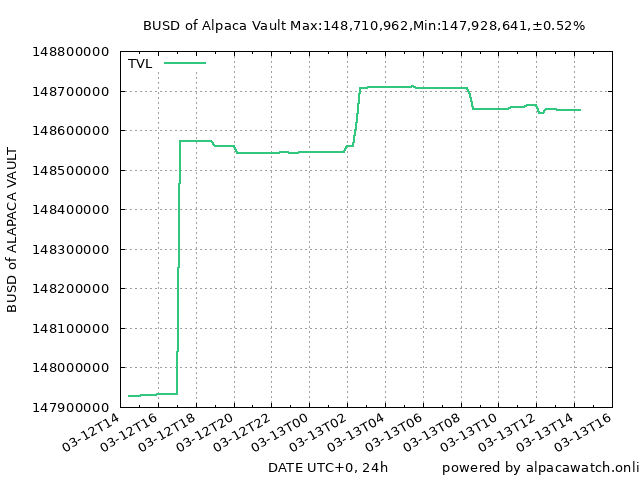 BUSD of Alpaca Vault Max:148,710,962,Min:147,928,641,±0.52%
TVL
148800000
148700000
148600000
148500000
148400000
148300000
148200000
148100000
148000000
147900000
BUSD of ALAPACA VAULT
03-12T14
03-12T16
03-12T18
03-12T20
03-12T22
03-13T00
03-13T02
03-13T04
03-13T06
03-13T08
03-13T10
03-13T12
03-13T14
03-13T16
DATE UTC+0, 24h
powered by alpacawatch.onli